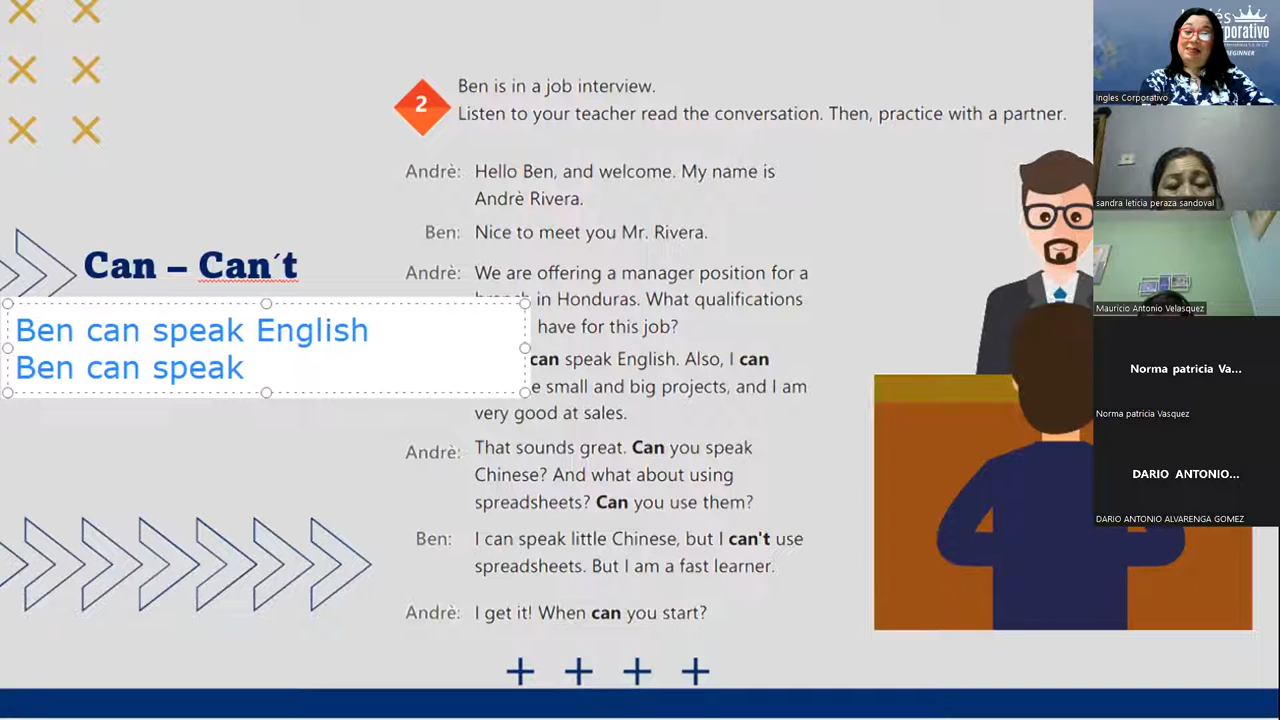 2
Ben is in a job interview.
Listen to your teacher read the conversation. Then, practice with a partner.
Andrè: Hello Ben, and welcome. My name is
Andrè Rivera.
Ben: Nice to meet you Mr. Rivera.
Andrè: We are offering a manager position for a
in Honduras. What qualifications
have for this job?
can speak English. Also, I can
small and big projects, and I am
very good at sales.
Andrè: That sounds great. Can you speak
Chinese? And what about using
spreadsheets? Can you use them?
Ben: I can speak little Chinese, but I can't use
spreadsheets. But I am a fast learner.
Andrè: I get it! When can you start?
Can – Can´t
Ben can speak English
Ben can speak
Ingles Corporativo
sandra leticia peraza sandoval
Mauricio Antonio Velasquez
Norma patricia Va...
Norma patricia Vasquez
DARIO ANTONIO...
DARIO ANTONIO ALVARENGA GOMEZ